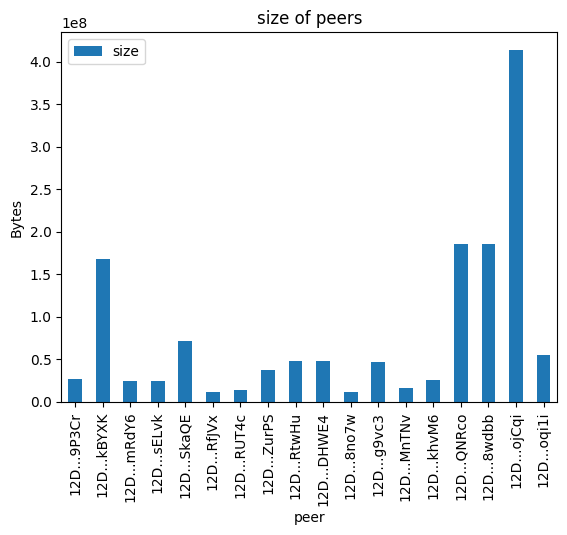 size of peers
1e8
size
4.0
3.5
3.0
2.5
2.0
1.5
1.0
0.5
0.0
Bytes
12D...9P3Cr
12D...kBYXK
12D...mRdY6
12D...sELvk
12D...SkaQE
12D...RfJVx
12D...RUT4c
12D...ZurPS
12D...RtwHu
12D...DHWE4
12D...8no7w
12D...g9vc3
12D...MnTNv
12D...khvM6
12D...QNRco
12D...8wdbb
12D...ojCqi
12D...oqi1i
peer